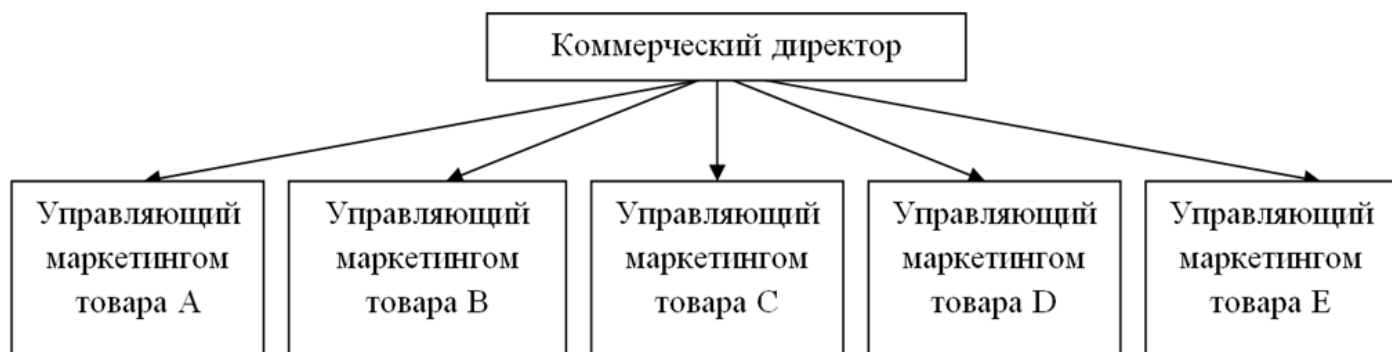 Коммерческий директор
Управляющий
маркетингом
товара A
Управляющий
маркетингом
товара B
Управляющий
маркетингом
товара C
Управляющий
маркетингом
товара D
Управляющий
маркетингом
товара E